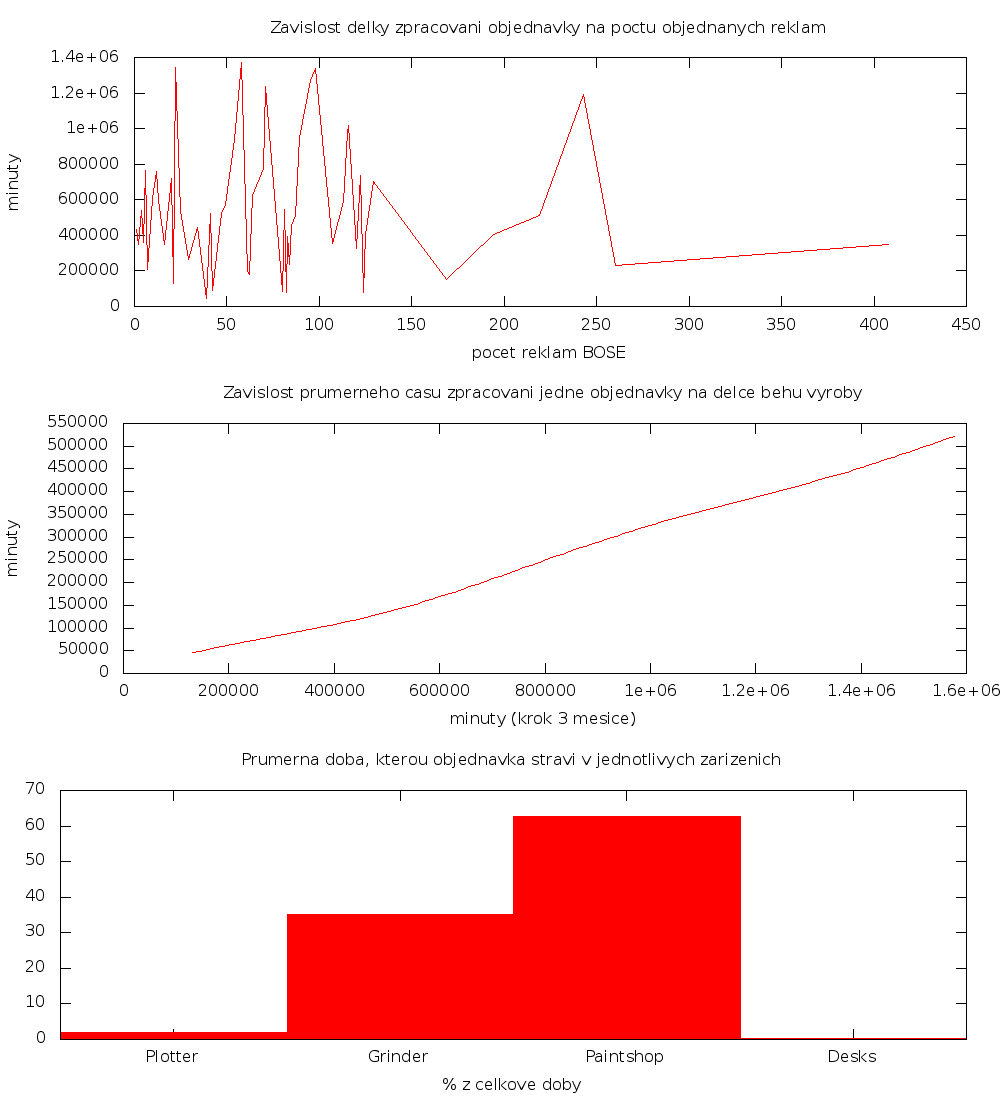 Zavislost delky zpracovani objednavky na poctu objednanych reklam
1.4e+06
1.2e+06
1e+06
800000
600000
400000
200000
0
minuty
0 50 100 150 200 250 300 350 400 450
pocet reklam BOSE
Zavislost prumerneho casu zpracovani jedne objednavky na delce behu vyroby
550000
500000
450000
400000
350000
300000
250000
200000
150000
100000
50000
0
minuty
0 200000 400000 600000 800000 1e+06 1.2e+06 1.4e+06 1.6e+06
minuty (krok 3 mesice)
Prumerna doba, kterou objednavka stravi v jednotlivych zarizenich
70
60
50
40
30
20
10
0
Plotter Grinder Paintshop Desks
% z celkove doby